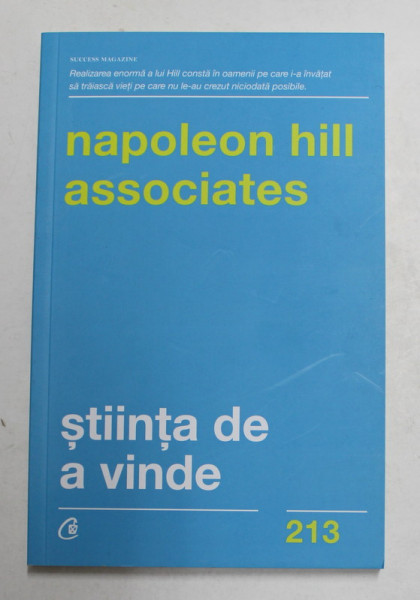 SUCCESS MAGAZINE
Realizarea enormă a lui Hill constă în oamenii pe care i-a învățat
să trăiască vieți pe care nu le-au crezut niciodată posibile.
napoleon hill
associates
știința de
a vinde
213